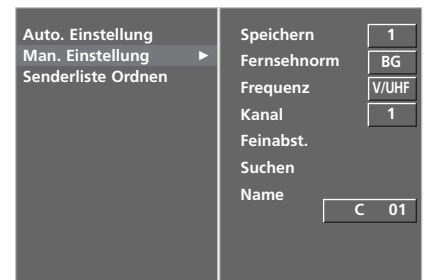 Auto. Einstellung
Man. Einstellung ►
Senderliste Ordnen
Speichern 1
Fernsehnorm BG
Frequenz V/UHF
Kanal 1
Feinabst.
Suchen
Name
C 01